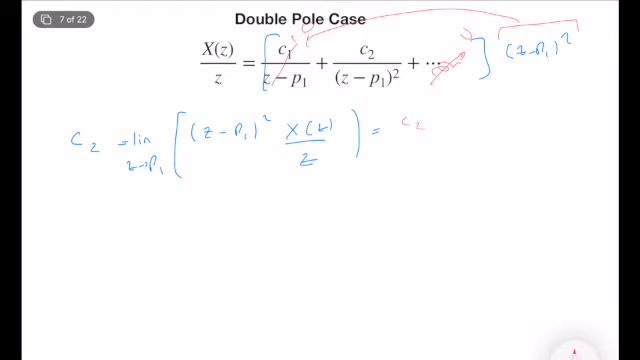 7 of 22
Double Pole Case
X(z)/z = [ c₁/(z − p₁) + c₂/(z − p₁)² + ⋯ ] (z − p₁)²
0
c₂ = lim z→p₁ [ (z − p₁)² X(z)/z ] = c₂